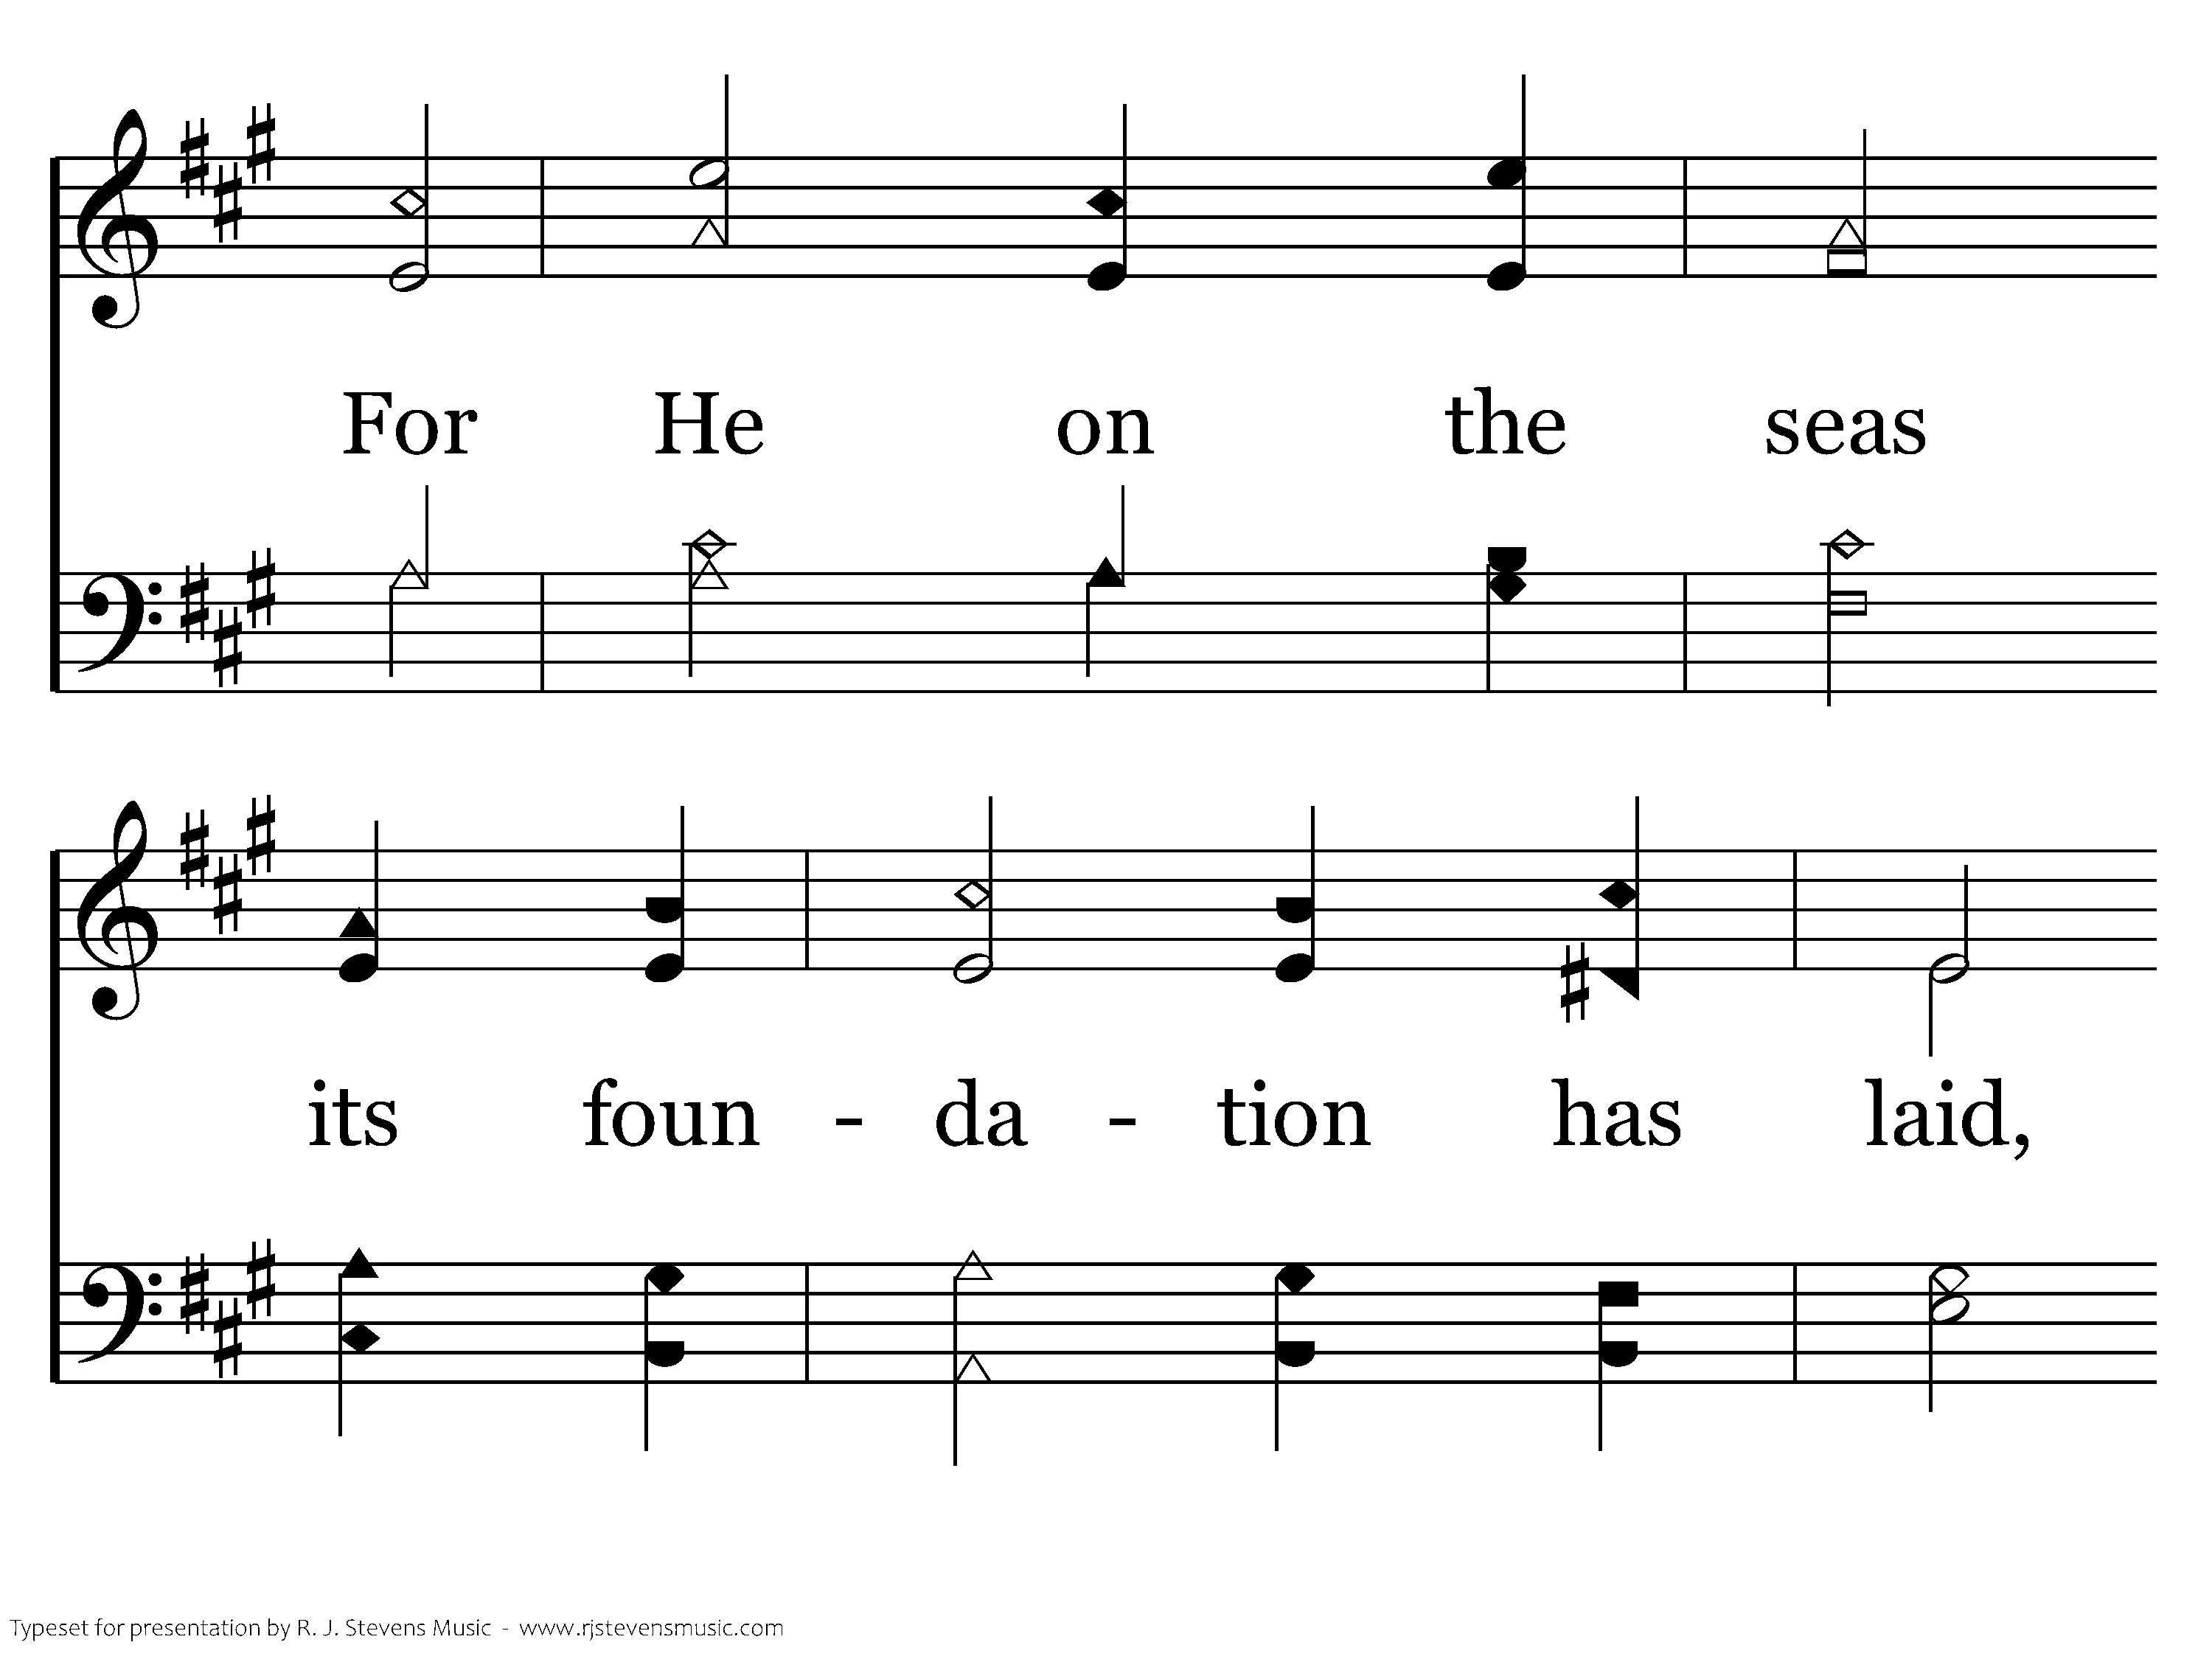 For He on the seas
its foun - da - tion has laid,
Typeset for presentation by R. J. Stevens Music - www.rjstevensmusic.com